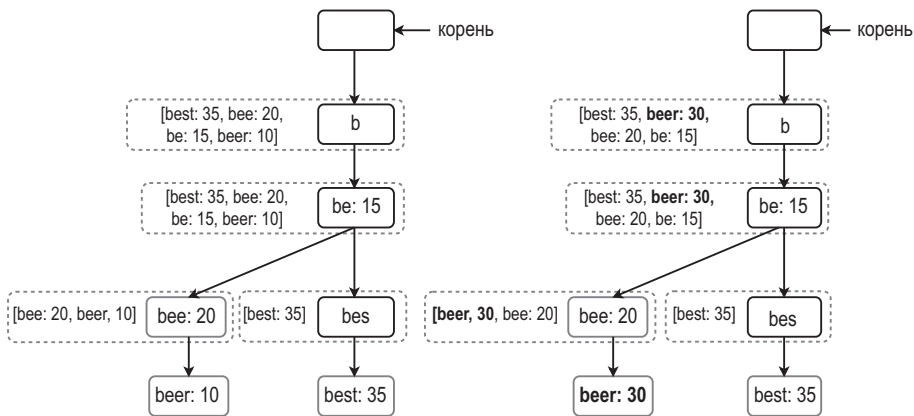 корень
[best: 35, bee: 20,
be: 15, beer: 10]
b
[best: 35, bee: 20,
be: 15, beer: 10]
be: 15
[bee: 20, beer, 10]
bee: 20
[best: 35]
bes
beer: 10
best: 35
корень
[best: 35, beer: 30,
bee: 20, be: 15]
b
[best: 35, beer: 30,
bee: 20, be: 15]
be: 15
[beer, 30, bee: 20]
bee: 20
[best: 35]
bes
beer: 30
best: 35